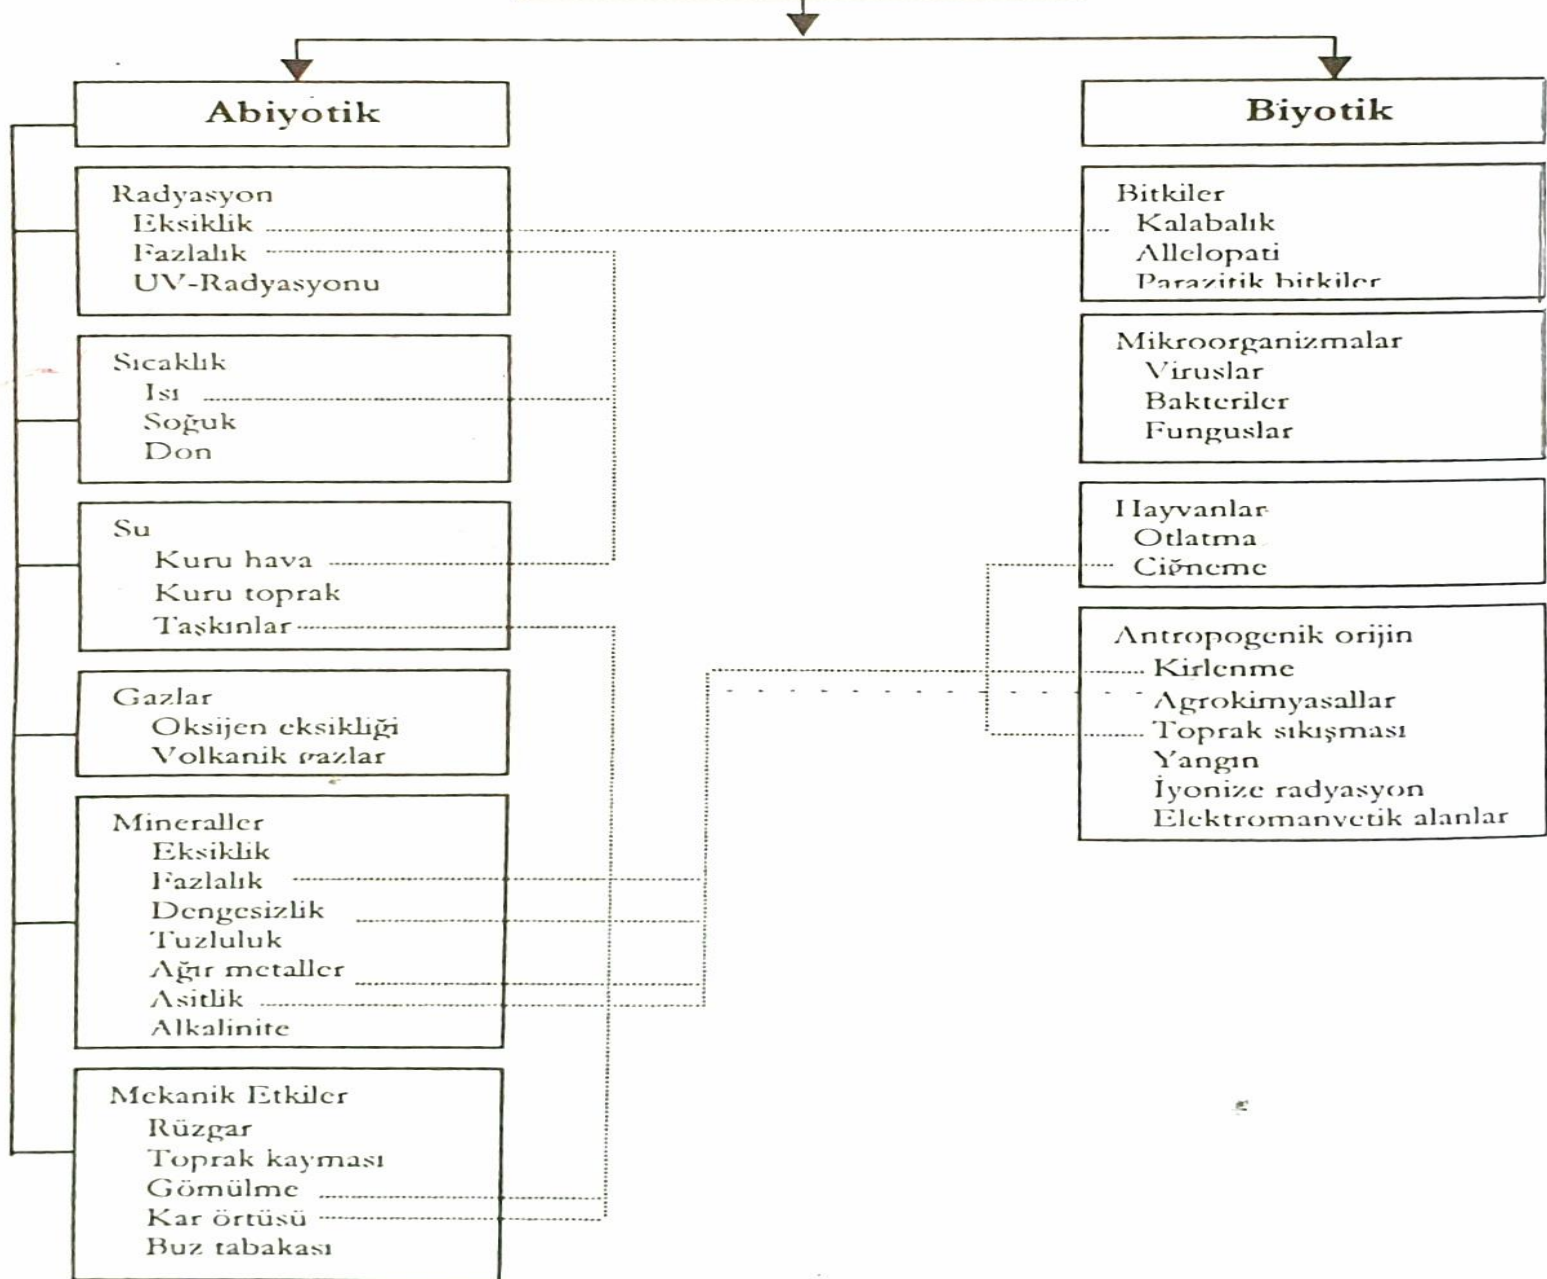 Abiyotik
Radyasyon
Eksiklik
Fazlalık
UV-Radyasyonu
Sıcaklık
Isı
Soğuk
Don
Su
Kuru hava
Kuru toprak
Taşkınlar
Gazlar
Oksijen eksikliği
Volkanik gazlar
Mineraller
Eksiklik
Fazlalık
Dengesizlik
Tuzluluk
Ağır metaller
Asitlik
Alkalinite
Mekanik Etkiler
Rüzgar
Toprak kayması
Gömülme
Kar örtüsü
Buz tabakası
Biyotik
Bitkiler
Kalabalık
Allelopati
Parazitik bitkiler
Mikroorganizmalar
Viruslar
Bakteriler
Funguslar
Hayvanlar
Otlatma
Çiğneme
Antropogenik orijin
Kirlenme
Agrokimyasallar
Toprak sıkışması
Yangın
İyonize radyasyon
Elektromanyetik alanlar